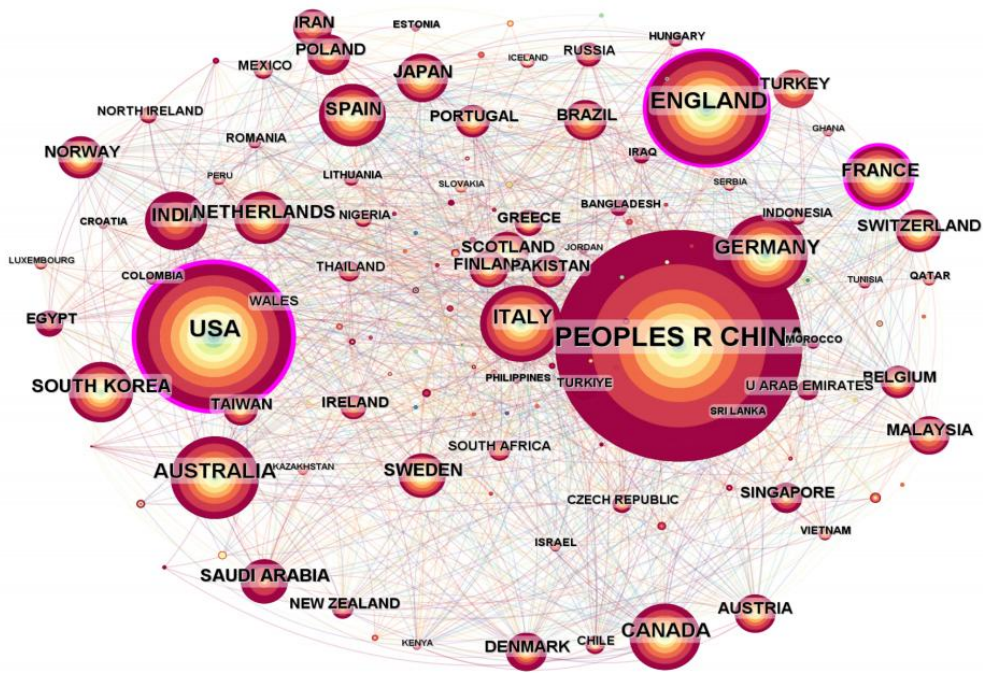 IRAN
ESTONIA
HUNGARY
POLAND
RUSSIA
ICELAND
MEXICO
JAPAN
TURKEY
ENGLAND
SPAIN
NORTH IRELAND
PORTUGAL
BRAZIL
GHANA
ROMANIA
NORWAY
IRAQ
FRANCE
PERU
LITHUANIA
SLOVAKIA
SERBIA
BANGLADESH
INDIA
NETHERLANDS
NIGERIA
GREECE
INDONESIA
CROATIA
SWITZERLAND
SCOTLAND
JORDAN
GERMANY
LUXEMBOURG
COLOMBIA
THAILAND
FINLAND
PAKISTAN
TUNISIA
QATAR
WALES
EGYPT
USA
ITALY
PEOPLES R CHINA
MOROCCO
PHILIPPINES
TURKIYE
U ARAB EMIRATES
BELGIUM
SOUTH KOREA
TAIWAN
IRELAND
SRI LANKA
MALAYSIA
SOUTH AFRICA
AUSTRALIA
KAZAKHSTAN
SWEDEN
CZECH REPUBLIC
SINGAPORE
VIETNAM
ISRAEL
SAUDI ARABIA
NEW ZEALAND
AUSTRIA
CANADA
KENYA
DENMARK
CHILE